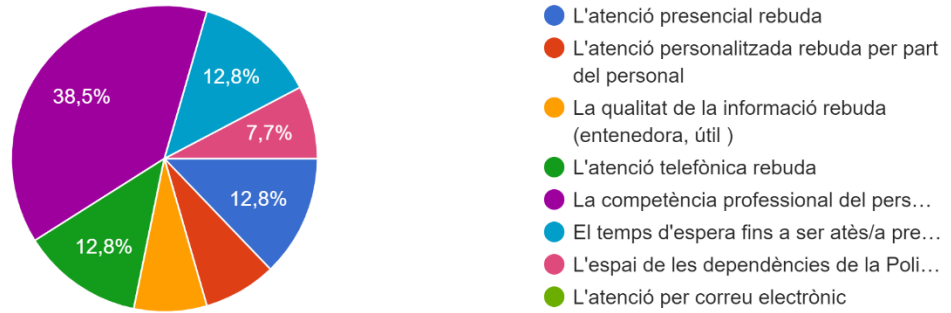 38,5%
12,8%
7,7%
12,8%
12,8%
L'atenció presencial rebuda
L'atenció personalitzada rebuda per part
del personal
La qualitat de la informació rebuda
(entenedora, útil )
L'atenció telefònica rebuda
La competència professional del pers…
El temps d'espera fins a ser atès/a pre…
L'espai de les dependències de la Poli…
L'atenció per correu electrònic